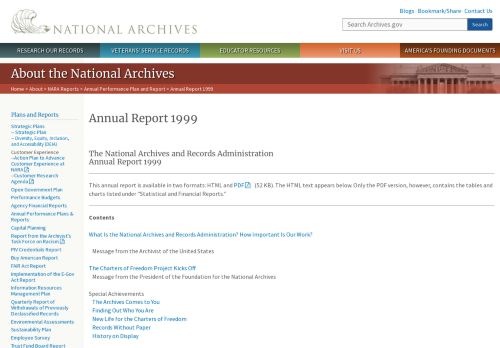 NATIONAL ARCHIVES
Blogs · Bookmark/Share · Contact Us
Search Archives.gov
Search
RESEARCH OUR RECORDS
VETERANS' SERVICE RECORDS
EDUCATOR RESOURCES
VISIT US
AMERICA'S FOUNDING DOCUMENTS
About the National Archives
Home > About > NARA Reports > Annual Performance Plan and Report > Annual Report 1999
Plans and Reports
Strategic Plans
– Strategic Plan
– Diversity, Equity, Inclusion,
and Accessibility (DEIA)
Customer Experience
–Action Plan to Advance
Customer Experience at
NARA
–Customer Research
Agenda
Open Government Plan
Performance Budgets
Agency Financial Reports
Annual Performance Plans &
Reports
Capital Planning
Report from the Archivist's
Task Force on Racism
PIV Credentials Report
Buy American Report
FAIR Act Report
Implementation of the E-Gov
Act Report
Information Resources
Management Plan
Quarterly Report of
Withdrawals of Previously
Declassified Records
Environmental Assessments
Sustainability Plan
Employee Survey
Trust Fund Board Report
Annual Report 1999
The National Archives and Records Administration
Annual Report 1999
This annual report is available in two formats: HTML and PDF (52 KB). The HTML text appears below. Only the PDF version, however, contains the tables and
charts listed under "Statistical and Financial Reports."
Contents
What Is the National Archives and Records Administration? How Important Is Our Work?
Message from the Archivist of the United States
The Charters of Freedom Project Kicks Off
Message from the President of the Foundation for the National Archives
Special Achievements
The Archives Comes to You
Finding Out Who You Are
New Life for the Charters of Freedom
Records Without Paper
History on Display